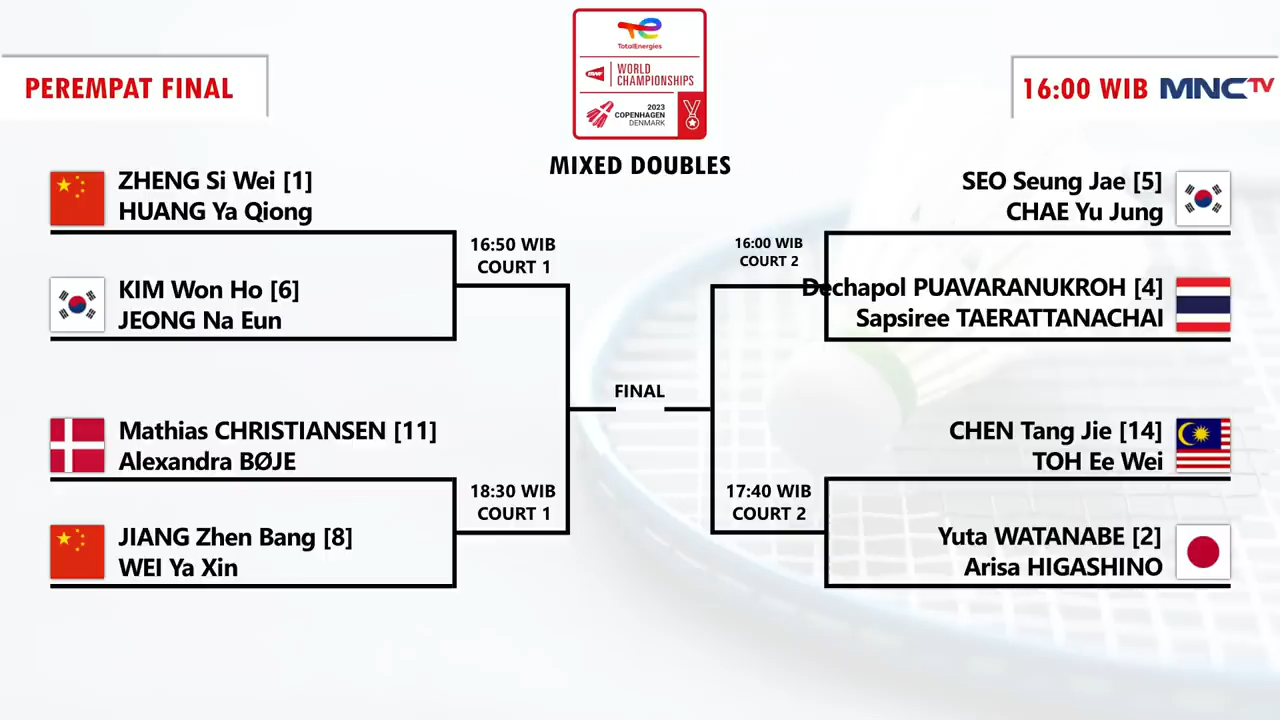 PEREMPAT FINAL
TotalEnergies
BWF
WORLD
CHAMPIONSHIPS
2023
COPENHAGEN
DENMARK
MIXED DOUBLES
16:00 WIB MNCTV
ZHENG Si Wei [1]
HUANG Ya Qiong
16:50 WIB
COURT 1
KIM Won Ho [6]
JEONG Na Eun
Mathias CHRISTIANSEN [11]
Alexandra BØJE
18:30 WIB
COURT 1
JIANG Zhen Bang [8]
WEI Ya Xin
FINAL
SEO Seung Jae [5]
CHAE Yu Jung
16:00 WIB
COURT 2
Dechapol PUAVARANUKROH [4]
Sapsiree TAERATTANACHAI
CHEN Tang Jie [14]
TOH Ee Wei
17:40 WIB
COURT 2
Yuta WATANABE [2]
Arisa HIGASHINO